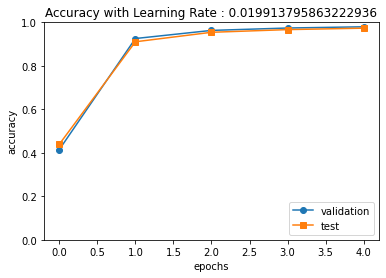 Accuracy with Learning Rate : 0.019913795863222936
1.0
0.8
0.6
0.4
0.2
0.0
accuracy
validation
test
0.0 0.5 1.0 1.5 2.0 2.5 3.0 3.5 4.0
epochs